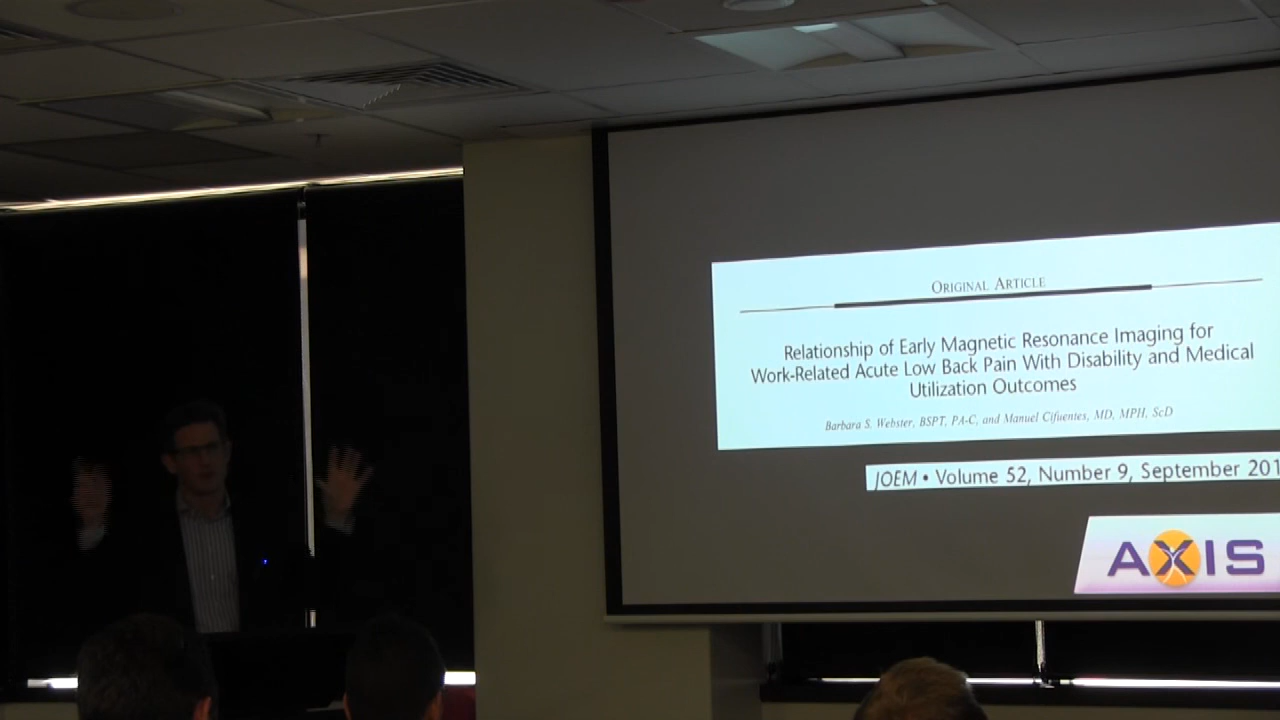 ORIGINAL ARTICLE
Relationship of Early Magnetic Resonance Imaging for
Work-Related Acute Low Back Pain With Disability and Medical
Utilization Outcomes
Barbara S. Webster, BSPT, PA-C, and Manuel Cifuentes, MD, MPH, ScD
JOEM • Volume 52, Number 9, September 201
AXIS